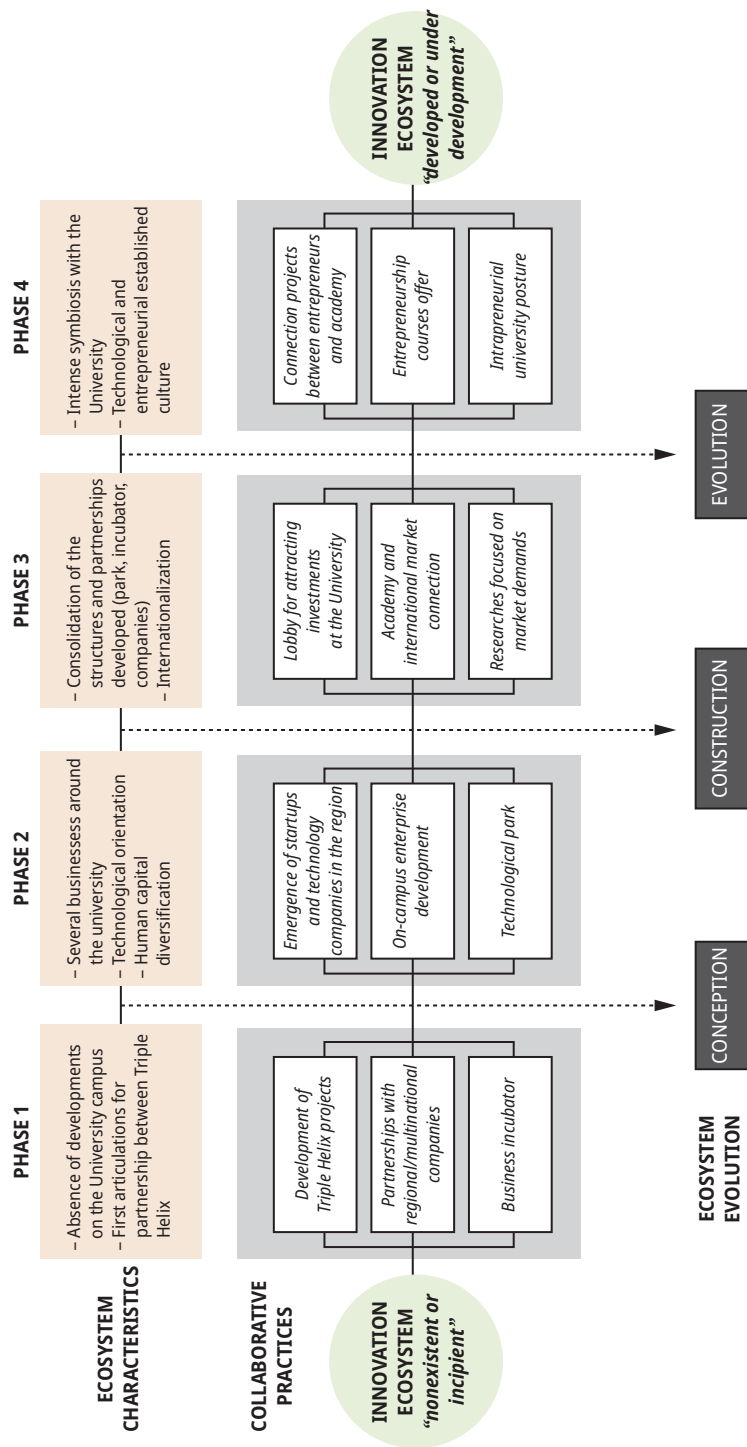 PHASE 1
PHASE 2
PHASE 3
PHASE 4
ECOSYSTEM
CHARACTERISTICS
– Absence of developments
on the University campus
– First articulations for
partnership between Triple
Helix
– Several businessess around
the university
– Technological orientation
– Human capital
diversification
– Consolidation of the
structures and partnerships
developed (park, incubator,
companies)
– Internationalization
– Intense symbiosis with the
University
– Technological and
entrepreneurial established
culture
COLLABORATIVE
PRACTICES
INNOVATION
ECOSYSTEM
“nonexistent or
incipient”
Development of
Triple Helix projects
Partnerships with
regional/multinational
companies
Business incubator
Emergence of startups
and technology
companies in the region
On-campus enterprise
development
Technological park
Lobby for attracting
investments
at the University
Academy and
international market
connection
Researches focused on
market demands
Connection projects
between entrepreneurs
and academy
Entrepreneurship
courses offer
Intrapreneurial
university posture
INNOVATION
ECOSYSTEM
“developed or under
development”
ECOSYSTEM
EVOLUTION
CONCEPTION
CONSTRUCTION
EVOLUTION